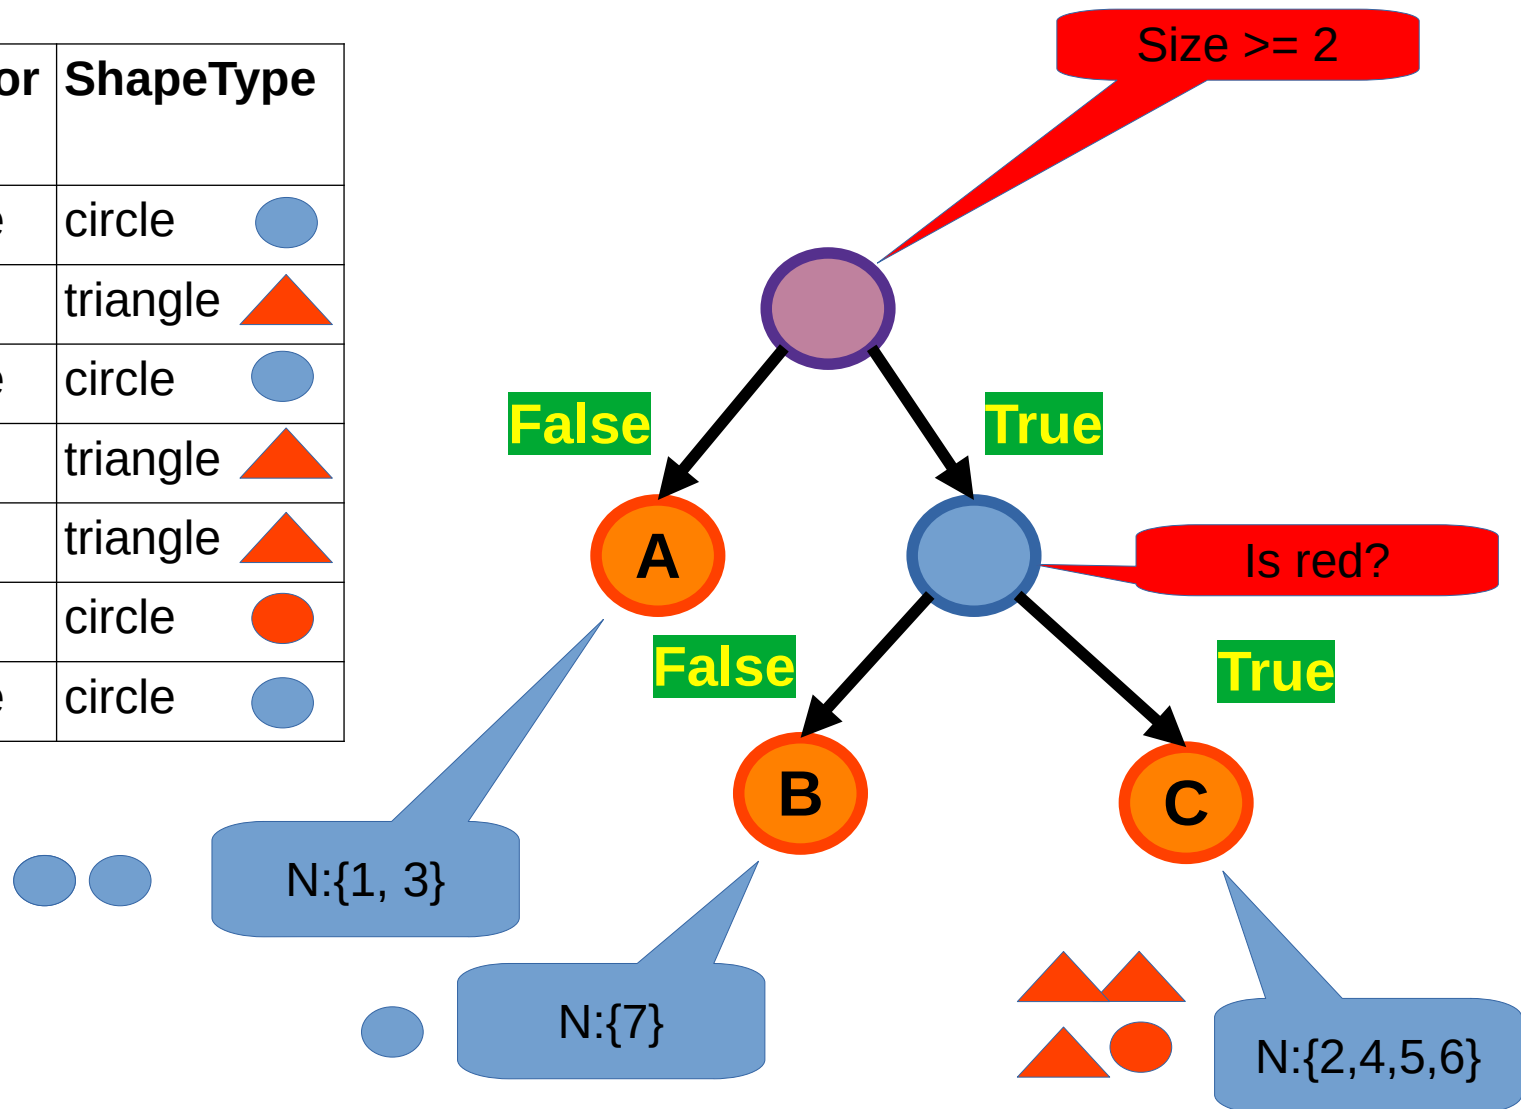 or ShapeType
e circle
triangle
e circle
triangle
triangle
circle
e circle
Size >= 2
False
True
A
Is red?
False
True
B
C
N:{1, 3}
N:{7}
N:{2,4,5,6}